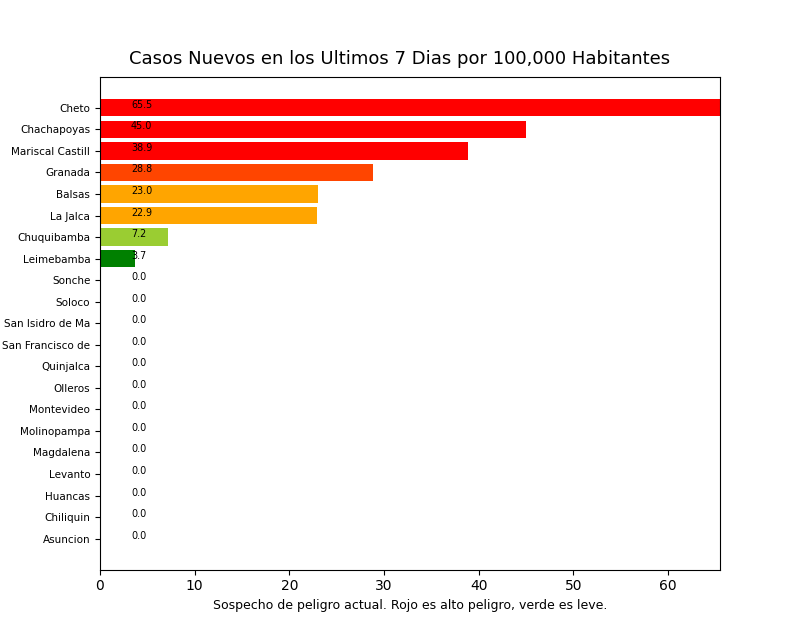 Casos Nuevos en los Ultimos 7 Dias por 100,000 Habitantes
Cheto 65.5
Chachapoyas 45.0
Mariscal Castill 38.9
Granada 28.8
Balsas 23.0
La Jalca 22.9
Chuquibamba 7.2
Leimebamba 3.7
Sonche 0.0
Soloco 0.0
San Isidro de Ma 0.0
San Francisco de 0.0
Quinjalca 0.0
Olleros 0.0
Montevideo 0.0
Molinopampa 0.0
Magdalena 0.0
Levanto 0.0
Huancas 0.0
Chiliquin 0.0
Asuncion 0.0
0 10 20 30 40 50 60
Sospecho de peligro actual. Rojo es alto peligro, verde es leve.